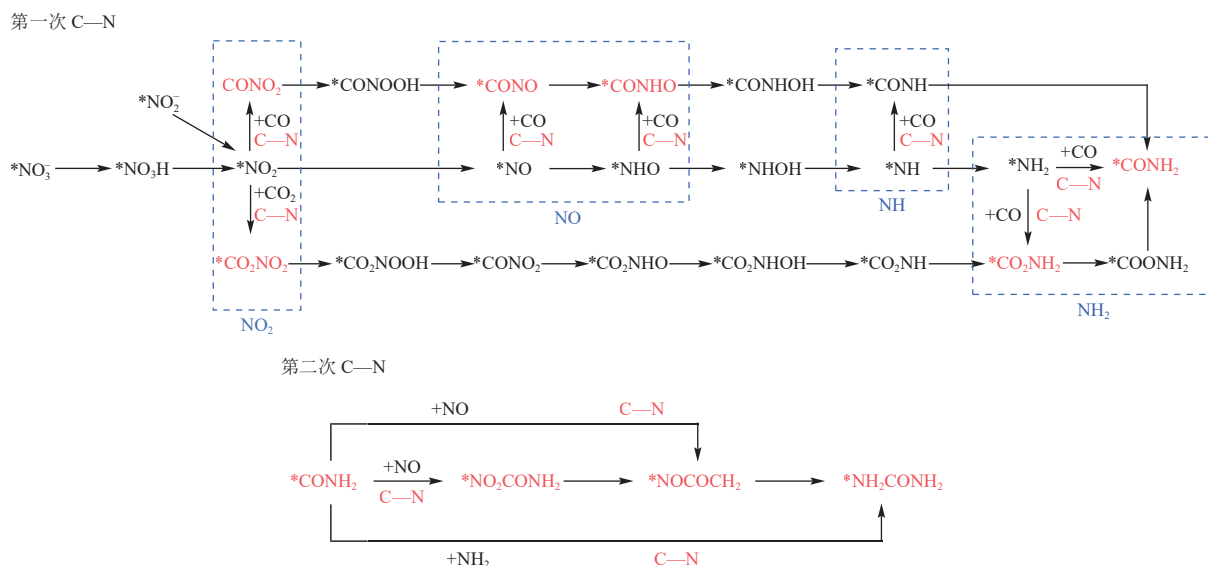 第一次 C—N
CONO₂
*CONOOH
*CONO
*CONHO
*CONHOH
*CONH
*NO₂⁻
+CO
C—N
+CO
C—N
+CO
C—N
+CO
C—N
*NO₃⁻
*NO₃H
*NO₂
*NO
*NHO
*NHOH
*NH
*NH₂
+CO
C—N
*CONH₂
+CO₂
C—N
NO
NH
+CO
C—N
*CO₂NO₂
*CO₂NOOH
*CONO₂
*CO₂NHO
*CO₂NHOH
*CO₂NH
*CO₂NH₂
*COONH₂
NO₂
NH₂
第二次 C—N
+NO
C—N
*CONH₂
+NO
C—N
*NO₂CONH₂
*NOCOCH₂
*NH₂CONH₂
+NH₂
C—N